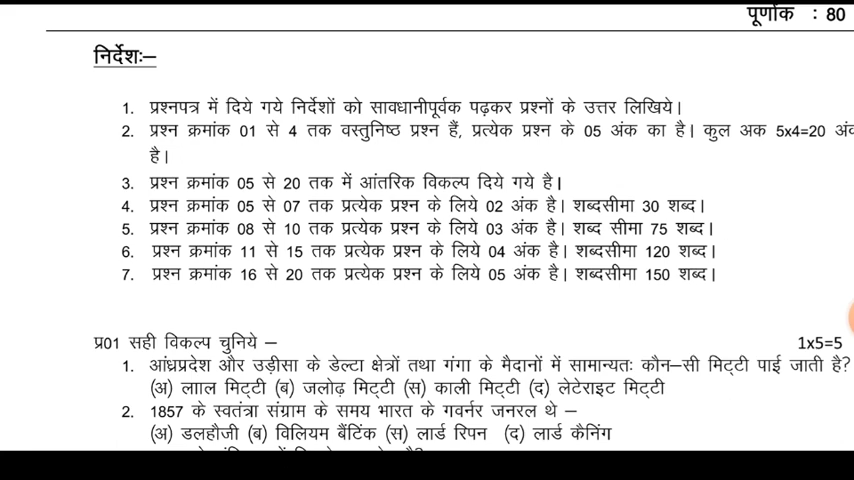 पूर्णाक : 80
निर्देशः–
1. प्रश्नपत्र में दिये गये निर्देशों को सावधानीपूर्वक पढ़कर प्रश्नों के उत्तर लिखिये।
2. प्रश्न क्रमांक 01 से 4 तक वस्तुनिष्ठ प्रश्न हैं, प्रत्येक प्रश्न के 05 अंक का है। कुल अक 5x4=20 अंक
है।
3. प्रश्न क्रमांक 05 से 20 तक में आंतरिक विकल्प दिये गये है।
4. प्रश्न क्रमांक 05 से 07 तक प्रत्येक प्रश्न के लिये 02 अंक है। शब्दसीमा 30 शब्द।
5. प्रश्न क्रमांक 08 से 10 तक प्रत्येक प्रश्न के लिये 03 अंक है। शब्द सीमा 75 शब्द।
6. प्रश्न क्रमांक 11 से 15 तक प्रत्येक प्रश्न के लिये 04 अंक है। शब्दसीमा 120 शब्द।
7. प्रश्न क्रमांक 16 से 20 तक प्रत्येक प्रश्न के लिये 05 अंक है। शब्दसीमा 150 शब्द।
प्र01 सही विकल्प चुनिये – 1x5=5
1. आंध्रप्रदेश और उड़ीसा के डेल्टा क्षेत्रों तथा गंगा के मैदानों में सामान्यतः कौन–सी मिट्टी पाई जाती है?
(अ) लााल मिट्टी (ब) जलोढ़ मिट्टी (स) काली मिट्टी (द) लेटेराइट मिट्टी
2. 1857 के स्वतंत्रा संग्राम के समय भारत के गवर्नर जनरल थे –
(अ) डलहौजी (ब) विलियम बैंटिंक (स) लार्ड रिपन (द) लार्ड कैनिंग